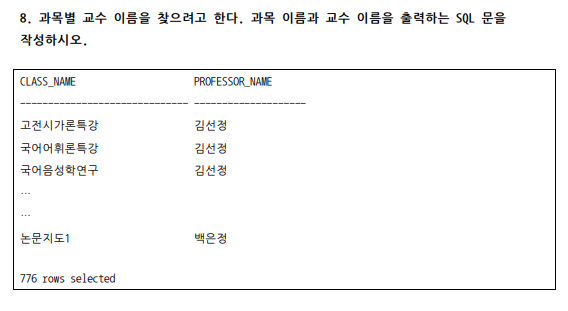 8. 과목별 교수 이름을 찾으려고 한다. 과목 이름과 교수 이름을 출력하는 SQL 문을
작성하시오.
CLASS_NAME PROFESSOR_NAME
------------------------------ --------------------
고전시가론특강 김선정
국어어휘론특강 김선정
국어음성학연구 김선정
…
…
논문지도1 백은정
776 rows selected